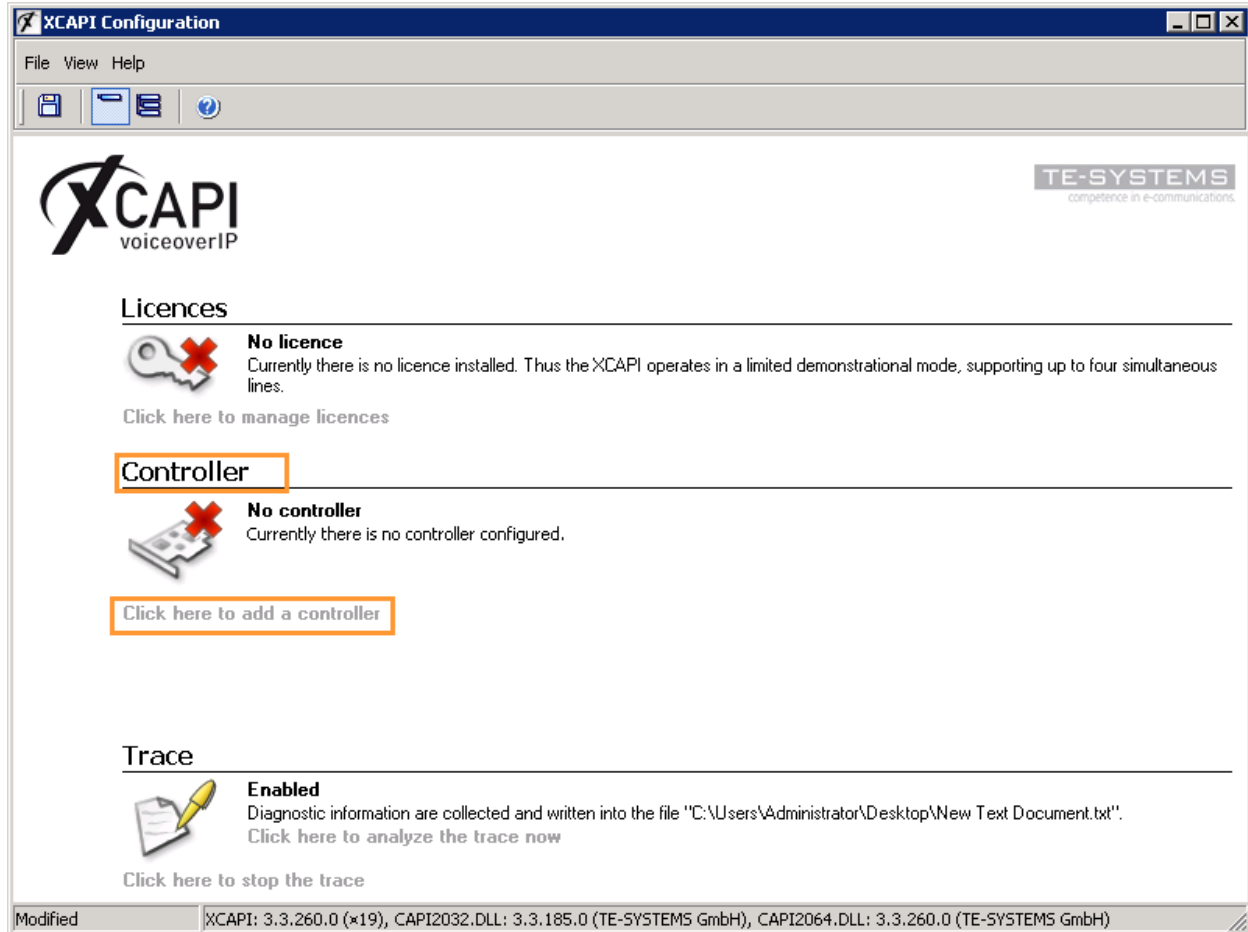 XCAPI Configuration
File View Help
XCAPI
voiceoverIP
TE-SYSTEMS
competence in e-communications.
Licences
No licence
Currently there is no licence installed. Thus the XCAPI operates in a limited demonstrational mode, supporting up to four simultaneous
lines.
Click here to manage licences
Controller
No controller
Currently there is no controller configured.
Click here to add a controller
Trace
Enabled
Diagnostic information are collected and written into the file "C:\Users\Administrator\Desktop\New Text Document.txt".
Click here to analyze the trace now
Click here to stop the trace
Modified XCAPI: 3.3.260.0 (x19), CAPI2032.DLL: 3.3.185.0 (TE-SYSTEMS GmbH), CAPI2064.DLL: 3.3.260.0 (TE-SYSTEMS GmbH)